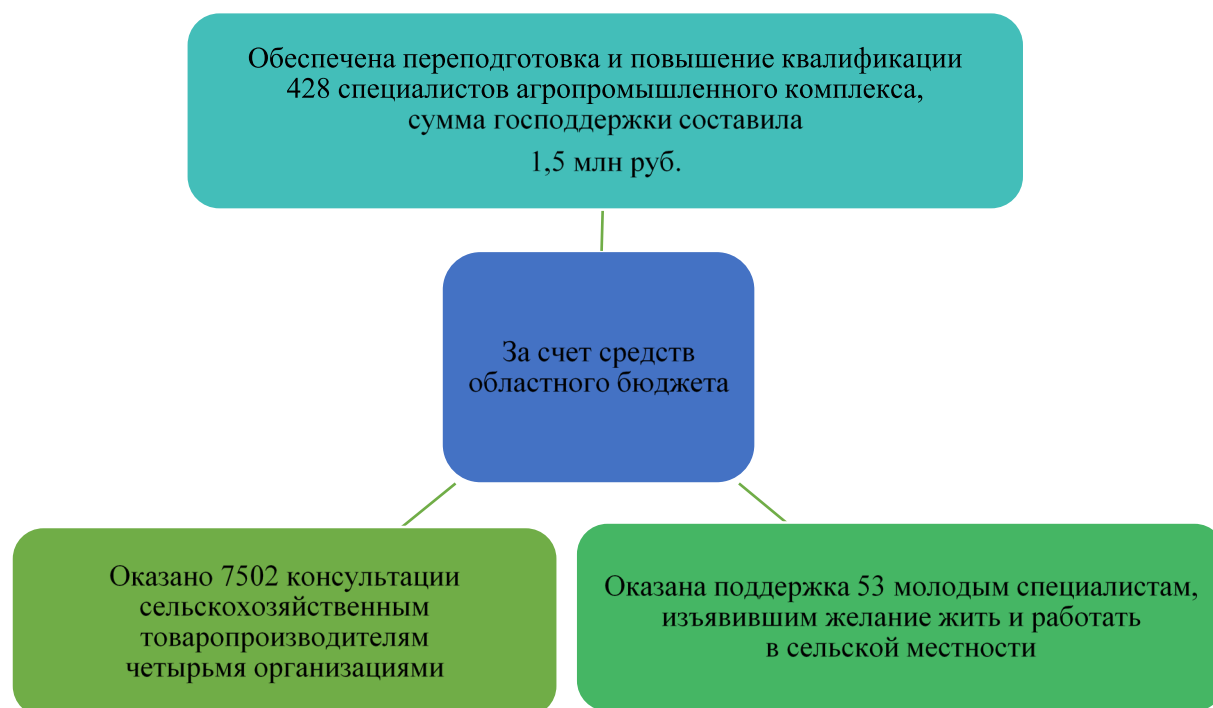 Обеспечена переподготовка и повышение квалификации
428 специалистов агропромышленного комплекса,
сумма господдержки составила
1,5 млн руб.
За счет средств
областного бюджета
Оказано 7502 консультации
сельскохозяйственным
товаропроизводителям
четырьмя организациями
Оказана поддержка 53 молодым специалистам,
изъявившим желание жить и работать
в сельской местности